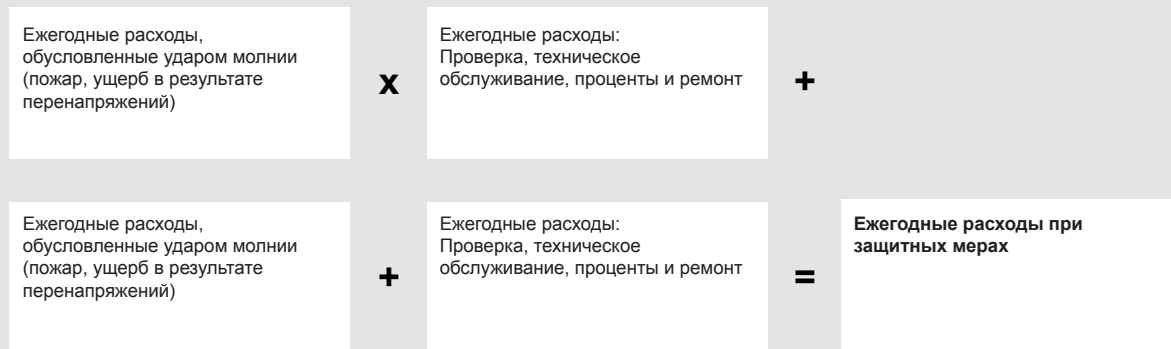 Ежегодные расходы,
обусловленные ударом молнии
(пожар, ущерб в результате
перенапряжений)
x
Ежегодные расходы:
Проверка, техническое
обслуживание, проценты и ремонт
+
Ежегодные расходы,
обусловленные ударом молнии
(пожар, ущерб в результате
перенапряжений)
+
Ежегодные расходы:
Проверка, техническое
обслуживание, проценты и ремонт
=
Ежегодные расходы при
защитных мерах